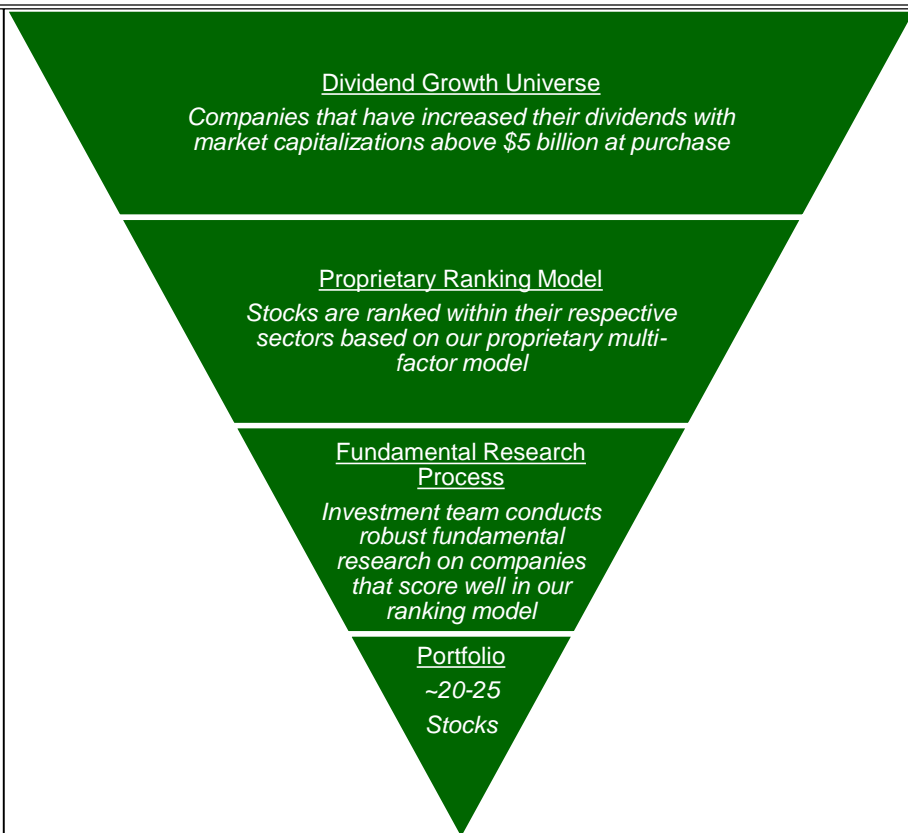 Dividend Growth Universe
Companies that have increased their dividends with
market capitalizations above $5 billion at purchase
Proprietary Ranking Model
Stocks are ranked within their respective
sectors based on our proprietary multi-
factor model
Fundamental Research
Process
Investment team conducts
robust fundamental
research on companies
that score well in our
ranking model
Portfolio
~20-25
Stocks